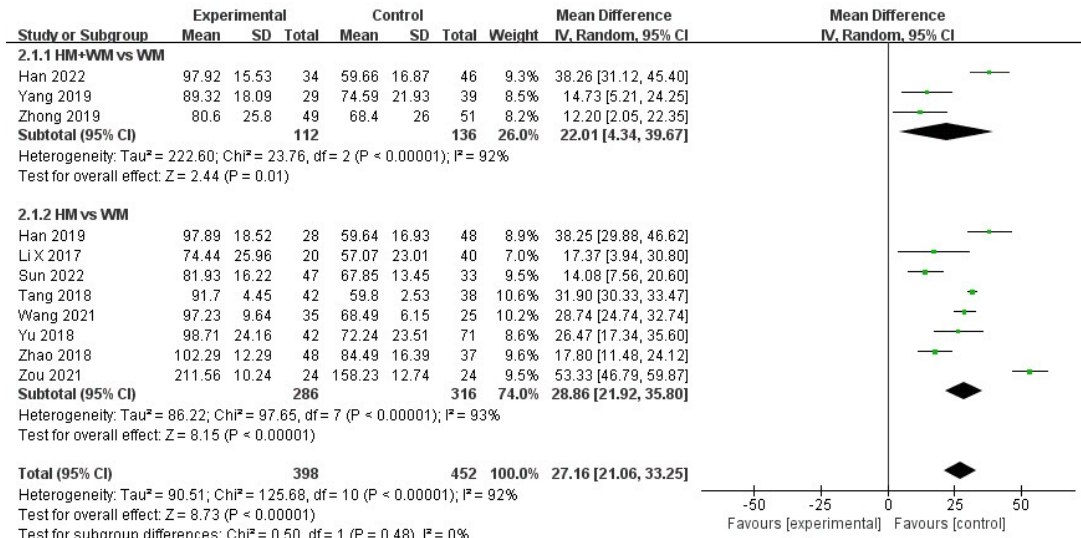 Experimental Control Mean Difference Mean Difference
Study or Subgroup Mean SD Total Mean SD Total Weight IV, Random, 95% CI IV, Random, 95% CI
2.1.1 HM+WM vs WM
Han 2022 97.92 15.53 34 59.66 16.87 46 9.3% 38.26 [31.12, 45.40]
Yang 2019 89.32 18.09 29 74.59 21.93 39 8.5% 14.73 [5.21, 24.25]
Zhong 2019 80.6 25.8 49 68.4 26 51 8.2% 12.20 [2.05, 22.35]
Subtotal (95% CI) 112 136 26.0% 22.01 [4.34, 39.67]
Heterogeneity: Tau² = 222.60; Chi² = 23.76, df = 2 (P < 0.00001); I² = 92%
Test for overall effect: Z = 2.44 (P = 0.01)
2.1.2 HM vs WM
Han 2019 97.89 18.52 28 59.64 16.93 48 8.9% 38.25 [29.88, 46.62]
Li X 2017 74.44 25.96 20 57.07 23.01 40 7.0% 17.37 [3.94, 30.80]
Sun 2022 81.93 16.22 47 67.85 13.45 33 9.5% 14.08 [7.56, 20.60]
Tang 2018 91.7 4.45 42 59.8 2.53 38 10.6% 31.90 [30.33, 33.47]
Wang 2021 97.23 9.64 35 68.49 6.15 25 10.2% 28.74 [24.74, 32.74]
Yu 2018 98.71 24.16 42 72.24 23.51 71 8.6% 26.47 [17.34, 35.60]
Zhao 2018 102.29 12.29 48 84.49 16.39 37 9.6% 17.80 [11.48, 24.12]
Zou 2021 211.56 10.24 24 158.23 12.74 24 9.5% 53.33 [46.79, 59.87]
Subtotal (95% CI) 286 316 74.0% 28.86 [21.92, 35.80]
Heterogeneity: Tau² = 86.22; Chi² = 97.65, df = 7 (P < 0.00001); I² = 93%
Test for overall effect: Z = 8.15 (P < 0.00001)
Total (95% CI) 398 452 100.0% 27.16 [21.06, 33.25]
Heterogeneity: Tau² = 90.51; Chi² = 125.68, df = 10 (P < 0.00001); I² = 92%
Test for overall effect: Z = 8.73 (P < 0.00001)
Test for subgroup differences: Chi² = 0.50, df = 1 (P = 0.48), I² = 0%
-50 -25 0 25 50
Favours [experimental] Favours [control]